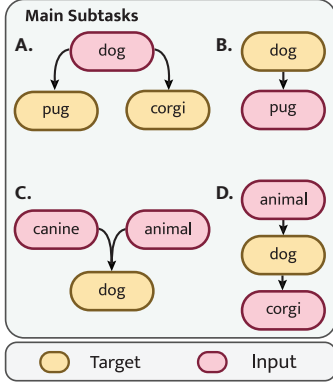 Main Subtasks
A.
dog
pug
corgi
B.
dog
pug
C.
canine
animal
dog
D.
animal
dog
corgi
Target
Input